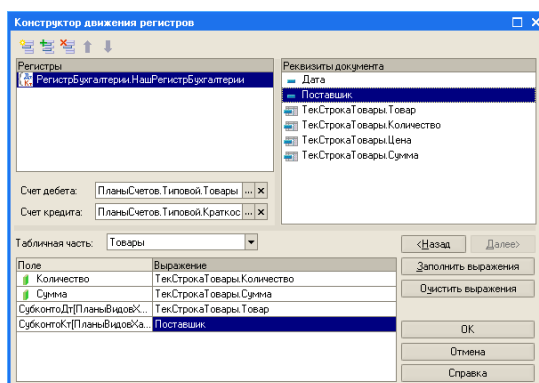 Конструктор движения регистров
Регистры
РегистрБухгалтерии.НашРегистрБухгалтерии
Реквизиты документа
Дата
Поставшик
ТекСтрокаТовары.Товар
ТекСтрокаТовары.Количество
ТекСтрокаТовары.Цена
ТекСтрокаТовары.Сумма
Счет дебета: ПланыСчетов.Типовой.Товары ... ×
Счет кредита: ПланыСчетов.Типовой.Краткос ... ×
Табличная часть: Товары
<Назад Далее>
Поле Выражение
Количество ТекСтрокаТовары.Количество
Сумма ТекСтрокаТовары.Сумма
СубконтоДт[ПланыВидовХ... ТекСтрокаТовары.Товар
СубконтоКт[ПланыВидовХа... Поставшик
Заполнить выражения
Очистить выражения
OK
Отмена
Справка